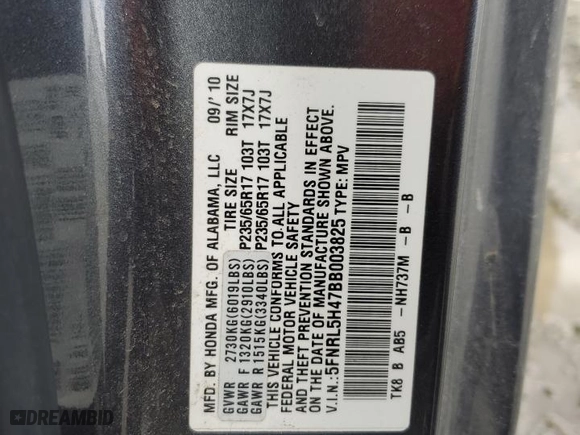 MFD. BY HONDA MFG. OF ALABAMA, LLC 09/'10
TIRE SIZE RIM SIZE
GVWR 2730KG(6019LBS)
GAWR F 1320KG(2910LBS) P235/65R17 103T 17X7J
GAWR R 1515KG(3340LBS) P235/65R17 103T 17X7J
THIS VEHICLE CONFORMS TO ALL APPLICABLE
FEDERAL MOTOR VEHICLE SAFETY
AND THEFT PREVENTION STANDARDS IN EFFECT
ON THE DATE OF MANUFACTURE SHOWN ABOVE.
V.I.N.: 5FNRL5H47BB003825 TYPE: MPV
TK8 B AB5 -NH737M -B -B
DREAMBID